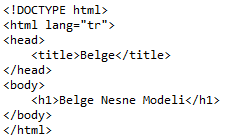 <!DOCTYPE html>
<html lang="tr">
<head>
    <title>Belge</title>
</head>
<body>
    <h1>Belge Nesne Modeli</h1>
</body>
</html>